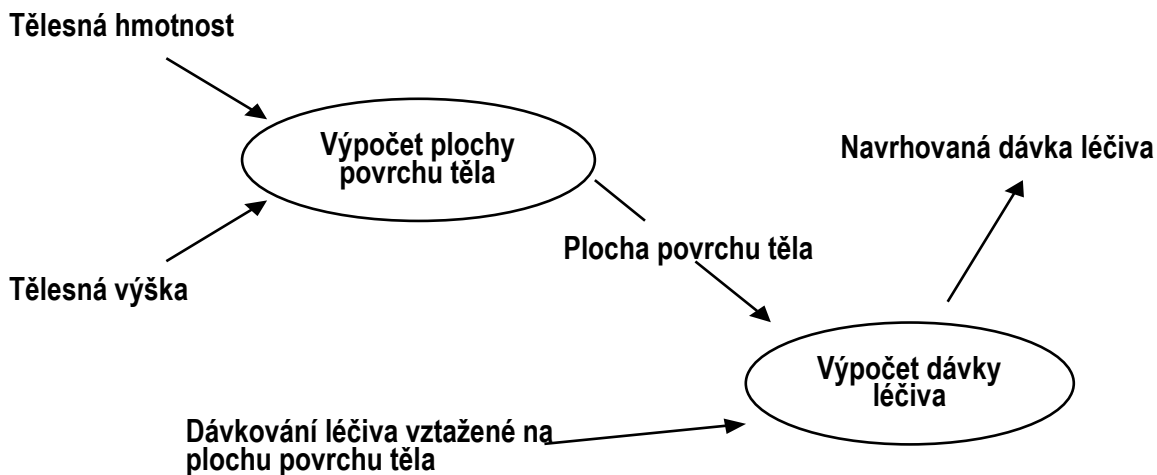 Tělesná hmotnost
Výpočet plochy
povrchu těla
Navrhovaná dávka léčiva
Plocha povrchu těla
Tělesná výška
Výpočet dávky
léčiva
Dávkování léčiva vztažené na
plochu povrchu těla